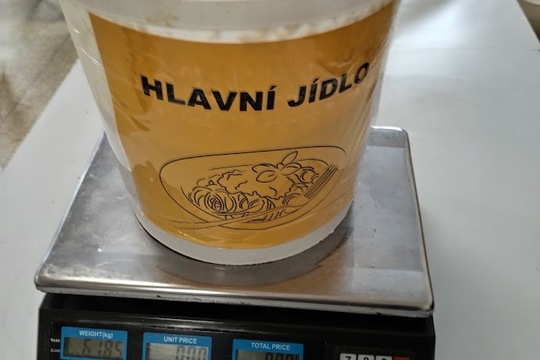 HLAVNÍ JÍDLO
WEIGHT(kg)
UNIT PRICE
TOTAL PRICE